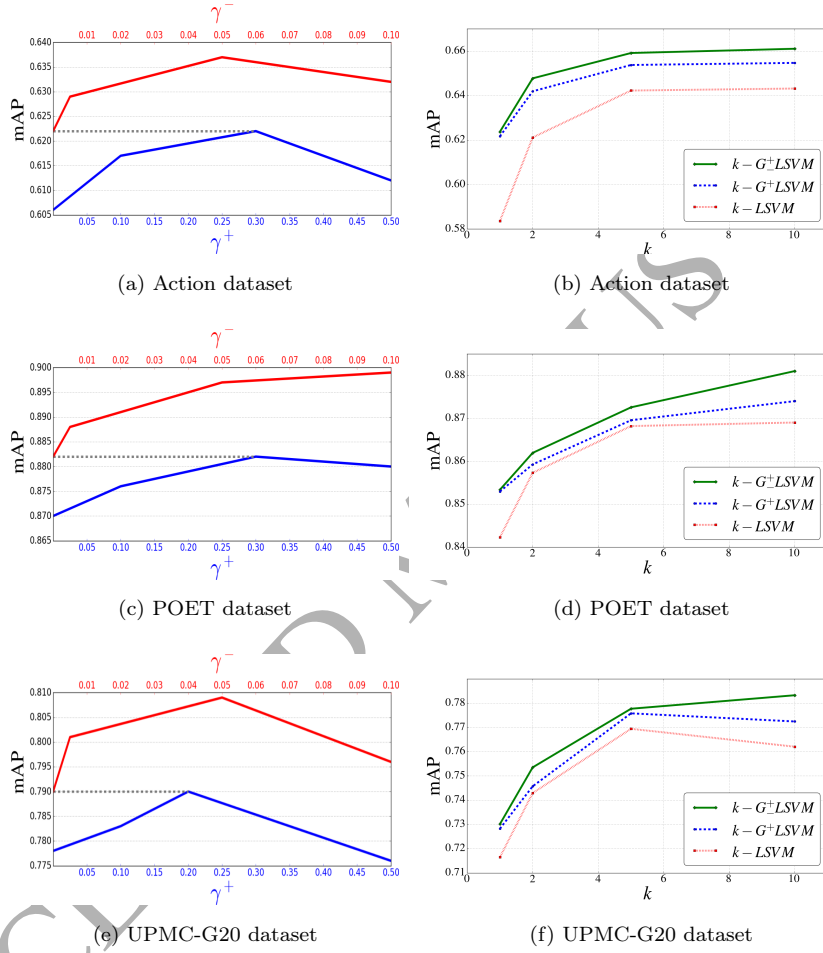 γ⁻
0.01 0.02 0.03 0.04 0.05 0.06 0.07 0.08 0.09 0.10
0.640
0.635
0.630
0.625
0.620
0.615
0.610
0.605
mAP
0.05 0.10 0.15 0.20 0.25 0.30 0.35 0.40 0.45 0.50
γ⁺
(a) Action dataset
0.66
0.64
0.62
0.60
0.58
mAP
k − G₋⁺LSVM
k − G⁺LSVM
k − LSVM
0 2 4 6 8 10
k
(b) Action dataset
γ⁻
0.01 0.02 0.03 0.04 0.05 0.06 0.07 0.08 0.09 0.10
0.900
0.895
0.890
0.885
0.880
0.875
0.870
0.865
mAP
0.05 0.10 0.15 0.20 0.25 0.30 0.35 0.40 0.45 0.50
γ⁺
(c) POET dataset
0.88
0.87
0.86
0.85
0.84
mAP
k − G₋⁺LSVM
k − G⁺LSVM
k − LSVM
0 2 4 6 8 10
k
(d) POET dataset
γ⁻
0.01 0.02 0.03 0.04 0.05 0.06 0.07 0.08 0.09 0.10
0.810
0.805
0.800
0.795
0.790
0.785
0.780
0.775
mAP
0.05 0.10 0.15 0.20 0.25 0.30 0.35 0.40 0.45 0.50
γ⁺
(e) UPMC-G20 dataset
0.78
0.77
0.76
0.75
0.74
0.73
0.72
0.71
mAP
k − G₋⁺LSVM
k − G⁺LSVM
k − LSVM
0 2 4 6 8 10
k
(f) UPMC-G20 dataset